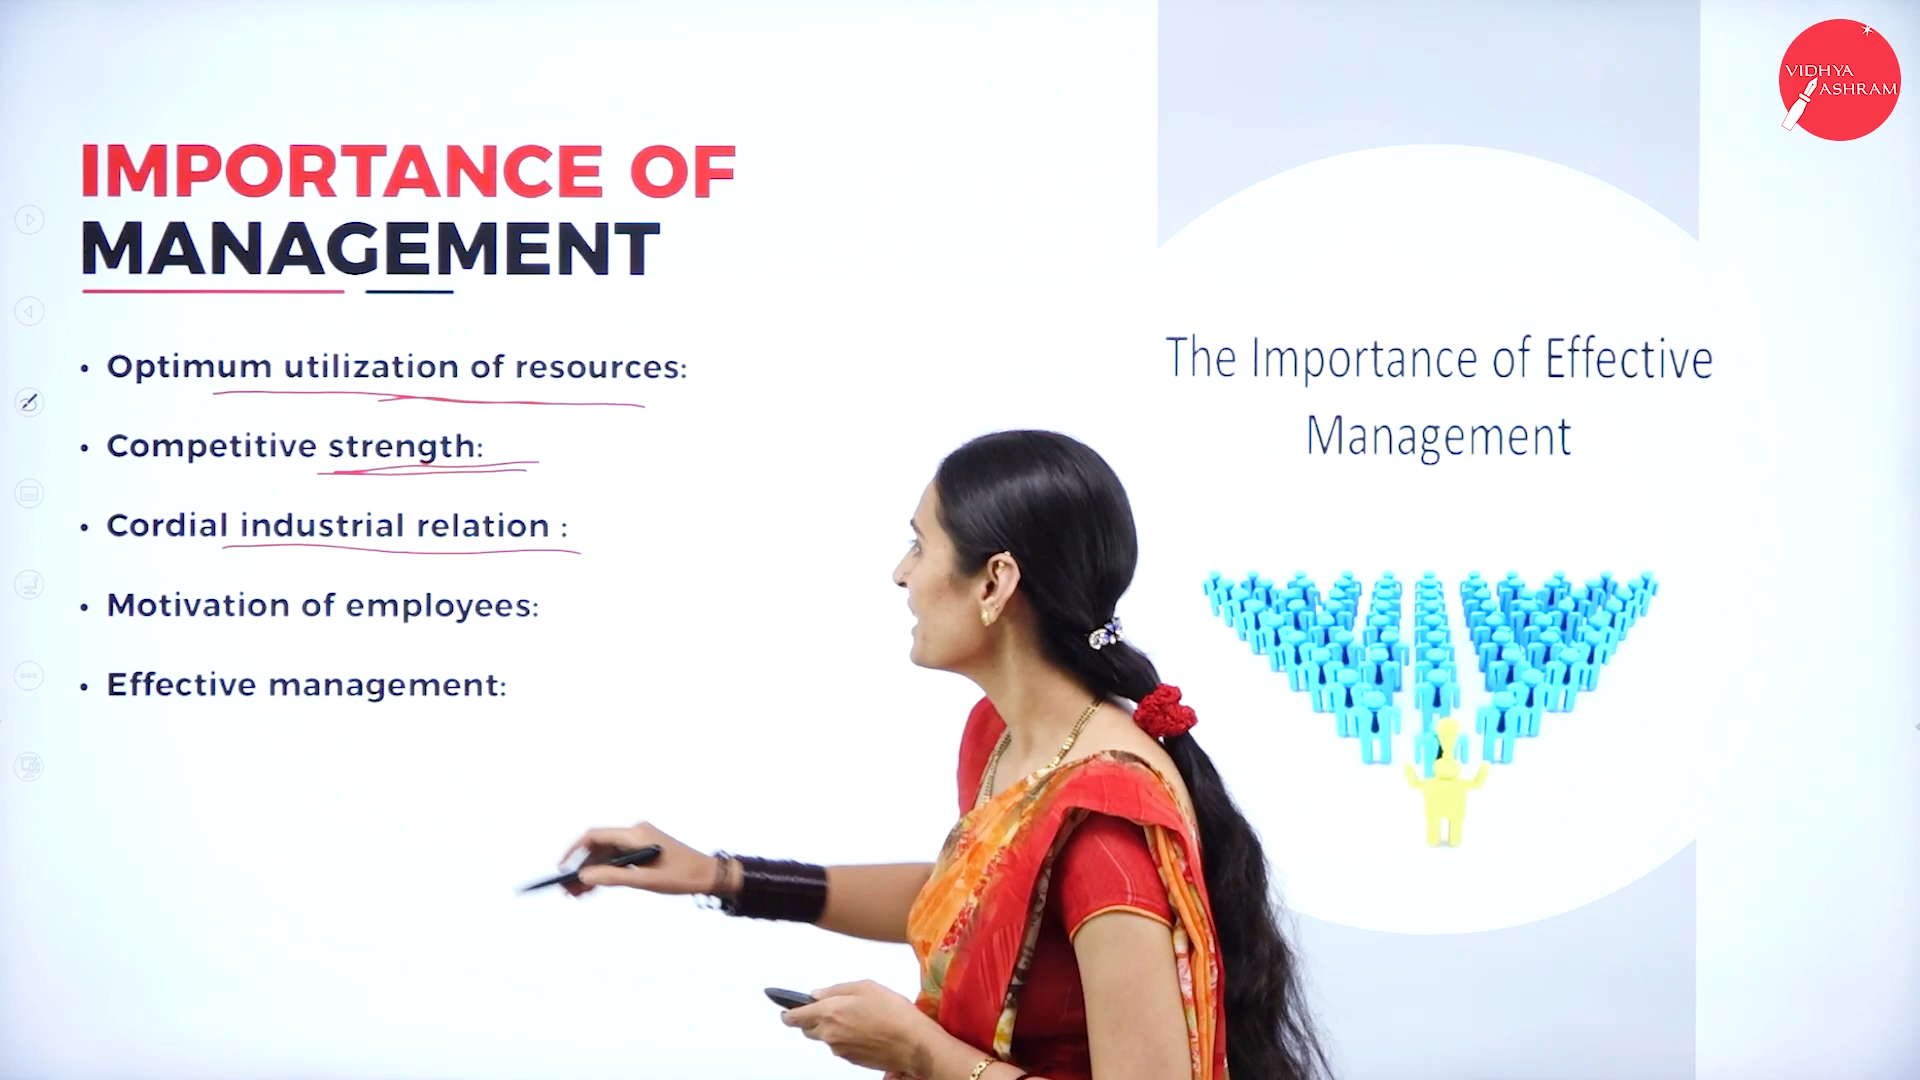 IMPORTANCE OF
MANAGEMENT
• Optimum utilization of resources:
• Competitive strength:
• Cordial industrial relation :
• Motivation of employees:
• Effective management:
The Importance of Effective
Management
VIDHYA
ASHRAM